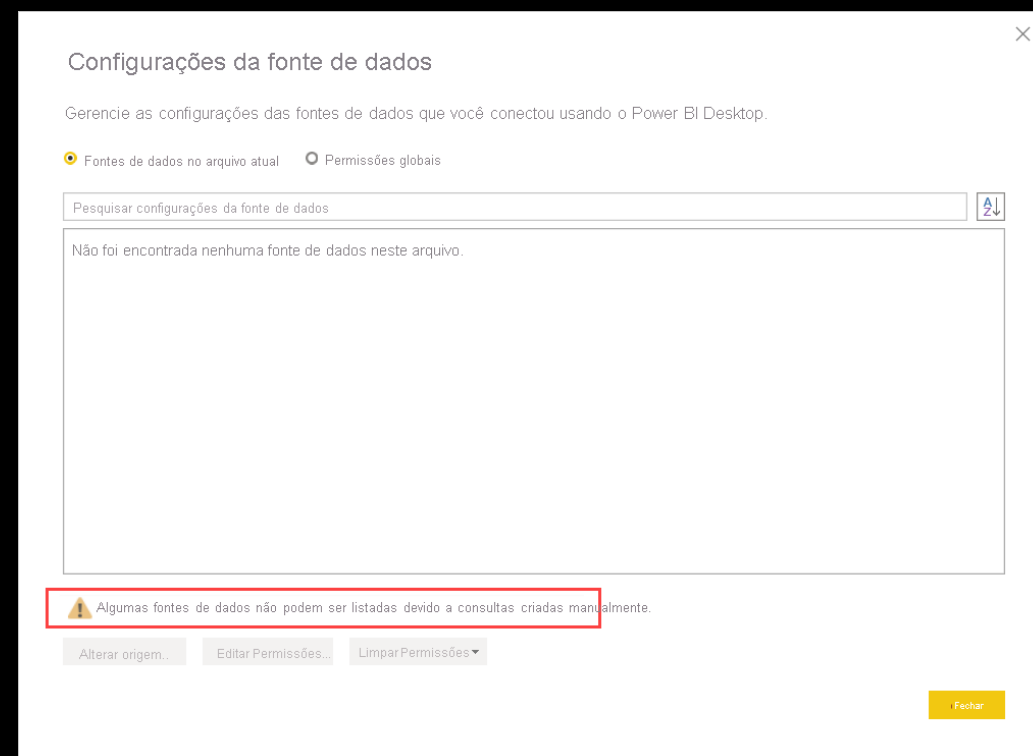 Configurações da fonte de dados
Gerencie as configurações das fontes de dados que você conectou usando o Power BI Desktop.
Fontes de dados no arquivo atual Permissões globais
Pesquisar configurações da fonte de dados
Não foi encontrada nenhuma fonte de dados neste arquivo.
Algumas fontes de dados não podem ser listadas devido a consultas criadas manualmente.
Alterar origem.. Editar Permissões... Limpar Permissões
Fechar